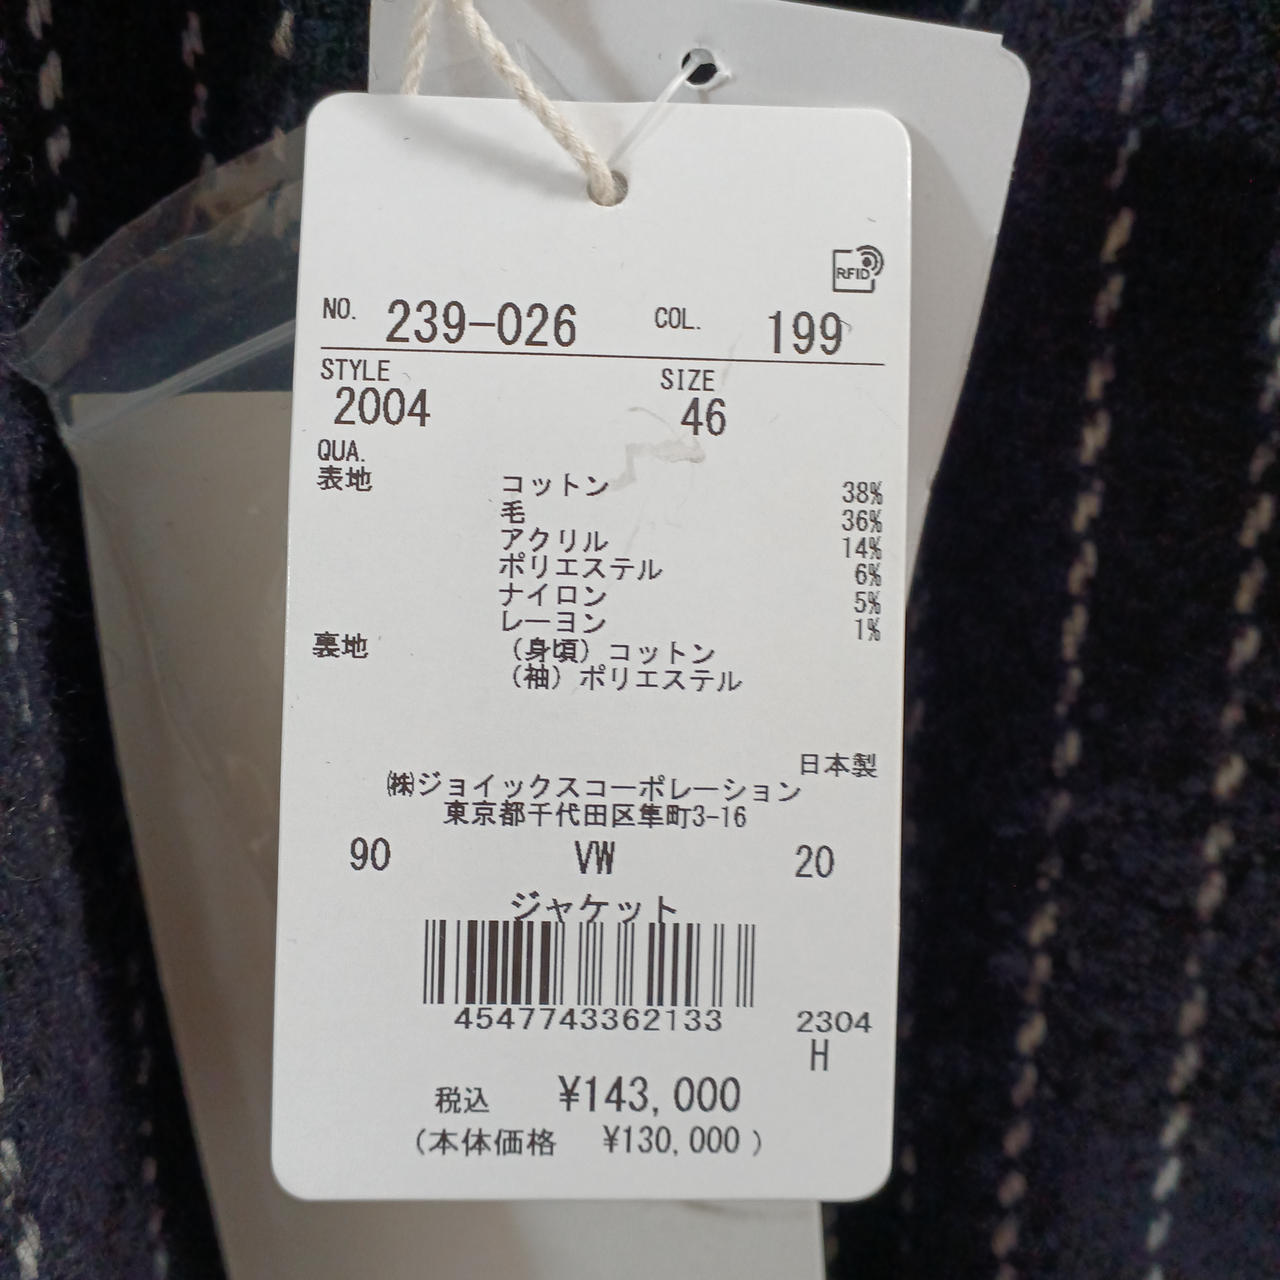 RFID
NO. 239-026 COL. 199
STYLE SIZE
2004 46
QUA.
表地 コットン 38%
毛 36%
アクリル 14%
ポリエステル 6%
ナイロン 5%
レーヨン 1%
裏地 (身頃) コットン
(袖) ポリエステル
日本製
㈱ジョイックスコーポレーション
東京都千代田区隼町3-16
90 VW 20
ジャケット
4547743362133 2304
H
税込 ¥143,000
(本体価格 ¥130,000)